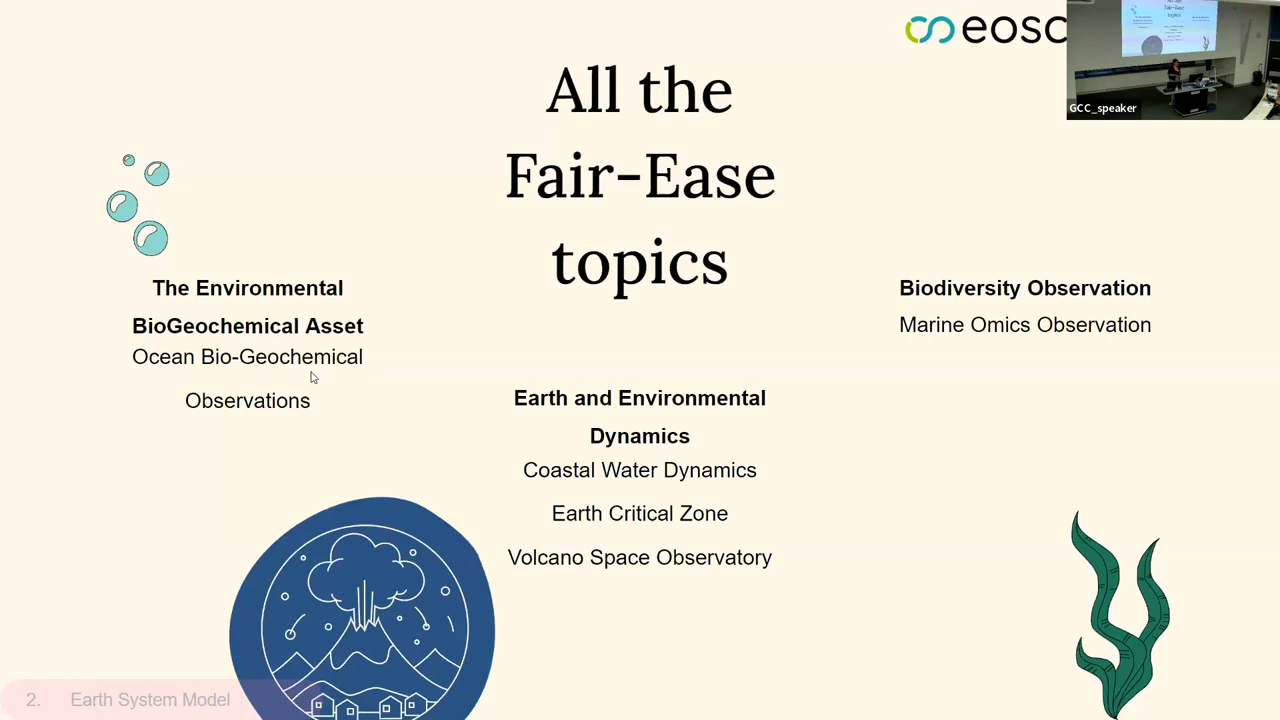 eosc
All the
Fair-Ease
topics
GCC_speaker
The Environmental
BioGeochemical Asset
Ocean Bio-Geochemical
Observations
Earth and Environmental
Dynamics
Coastal Water Dynamics
Earth Critical Zone
Volcano Space Observatory
Biodiversity Observation
Marine Omics Observation
2. Earth System Model